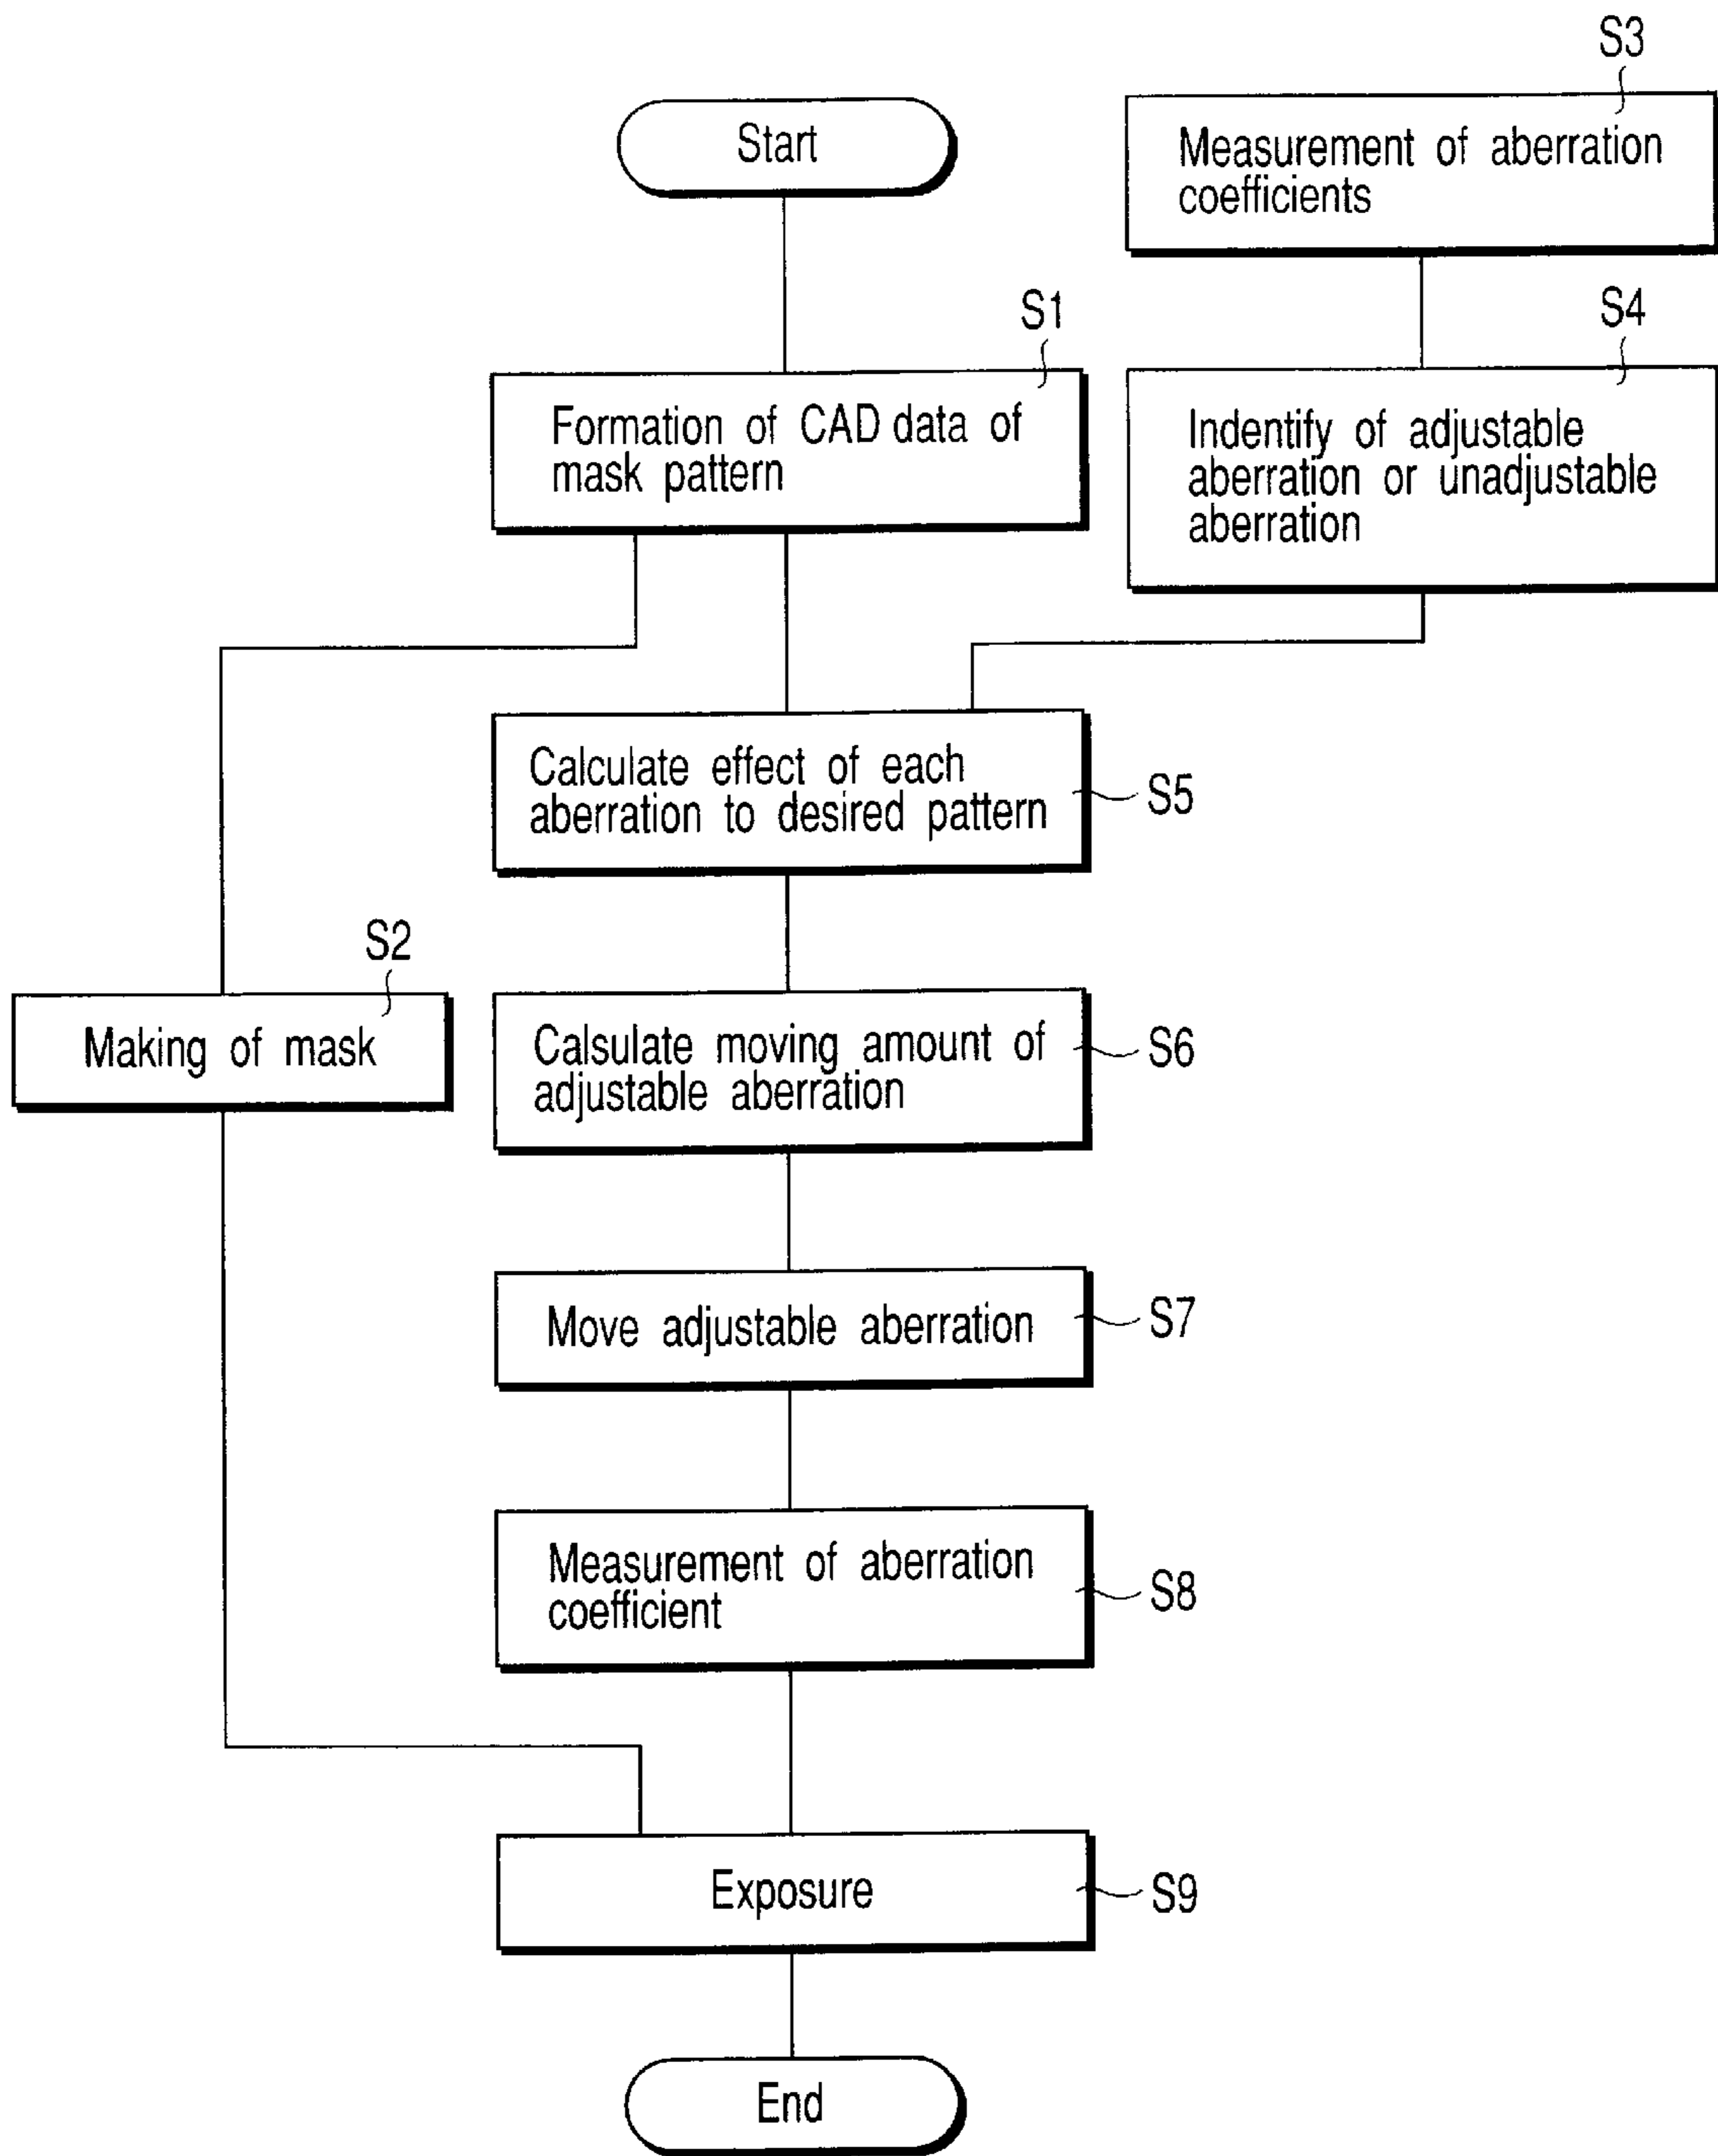 Start
S3
Measurement of aberration
coefficients
S1
Formation of CAD data of
mask pattern
S4
Indentify of adjustable
aberration or unadjustable
aberration
Calculate effect of each
aberration to desired pattern
S5
S2
Making of mask
Calsulate moving amount of
adjustable aberration
S6
Move adjustable aberration
S7
Measurement of aberration
coefficient
S8
Exposure
S9
End